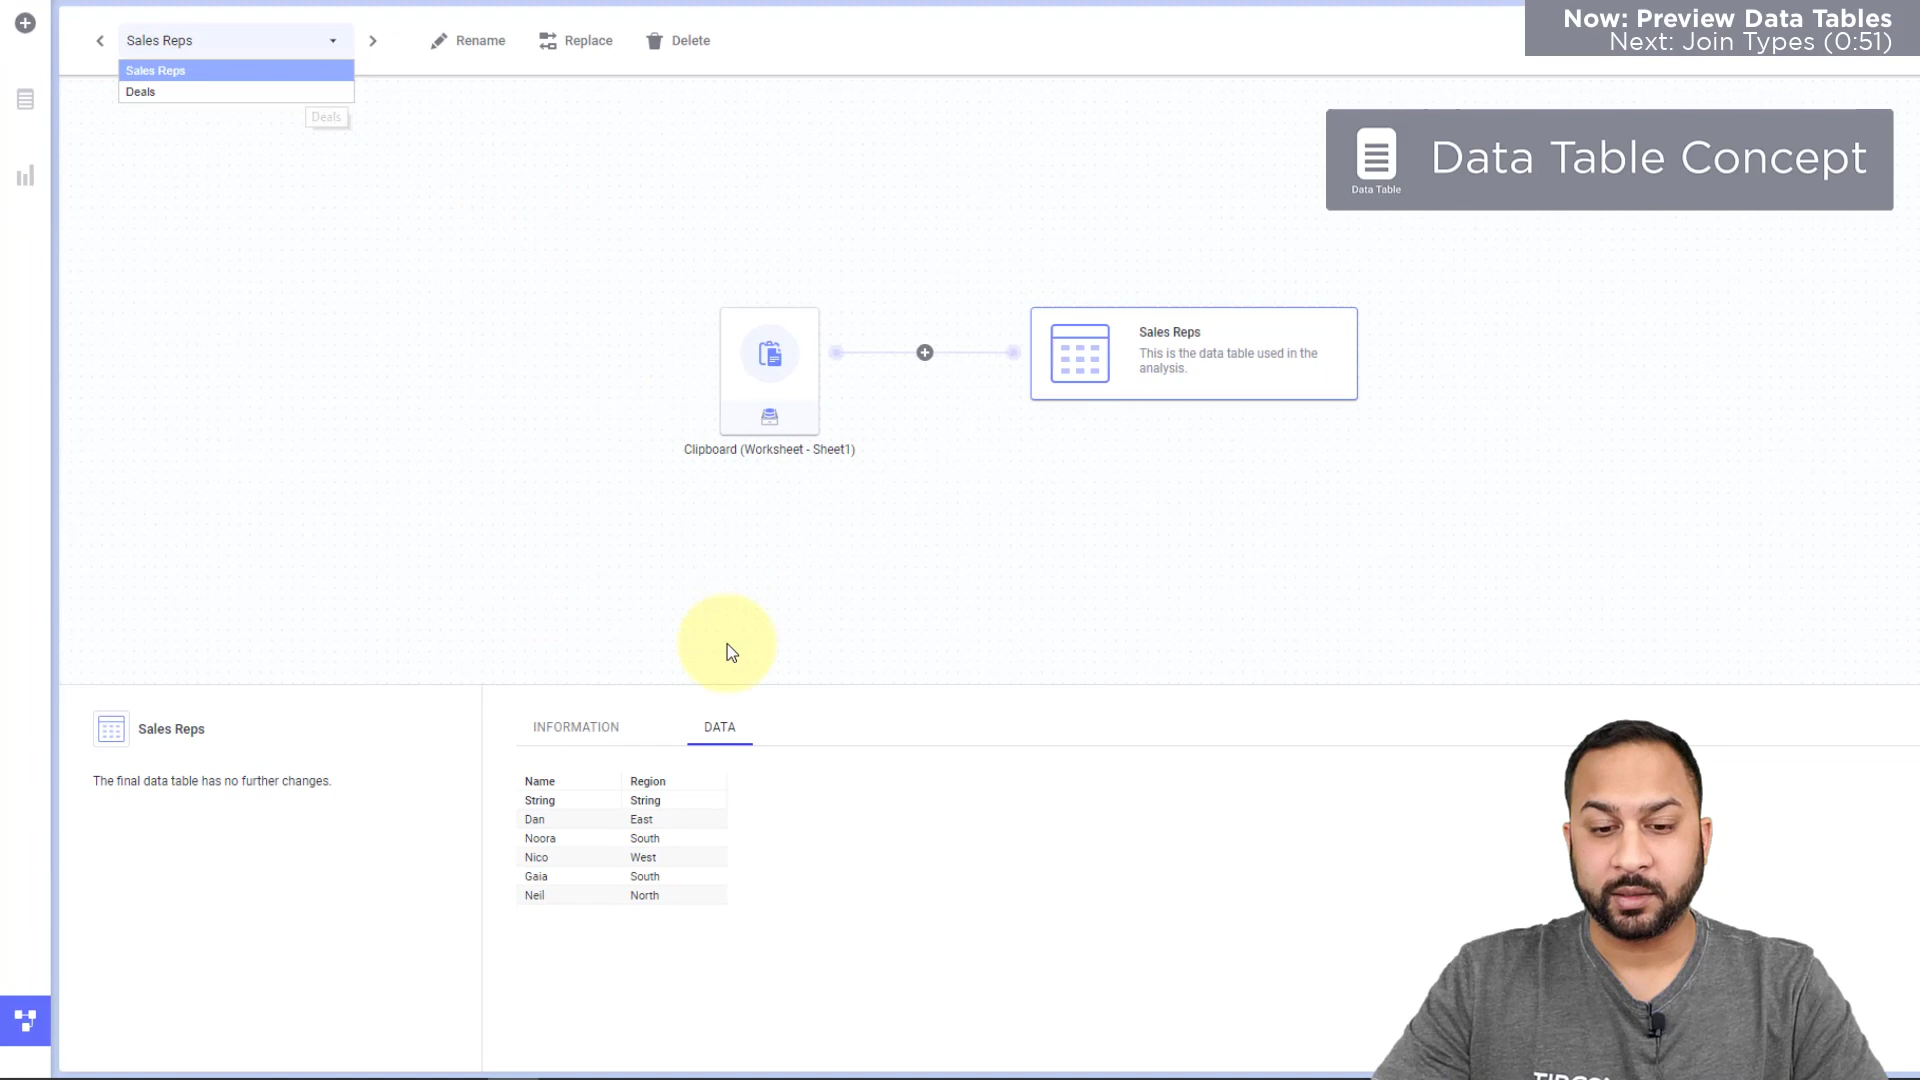 Now: Preview Data Tables
Next: Join Types (0:51)
Sales Reps
Rename
Replace
Delete
Sales Reps
Deals
Deals
Data Table
Data Table Concept
Sales Reps
This is the data table used in the
analysis.
Clipboard (Worksheet - Sheet1)
Sales Reps
The final data table has no further changes.
INFORMATION
DATA
Name Region
String String
Dan East
Noora South
Nico West
Gaia South
Neil North